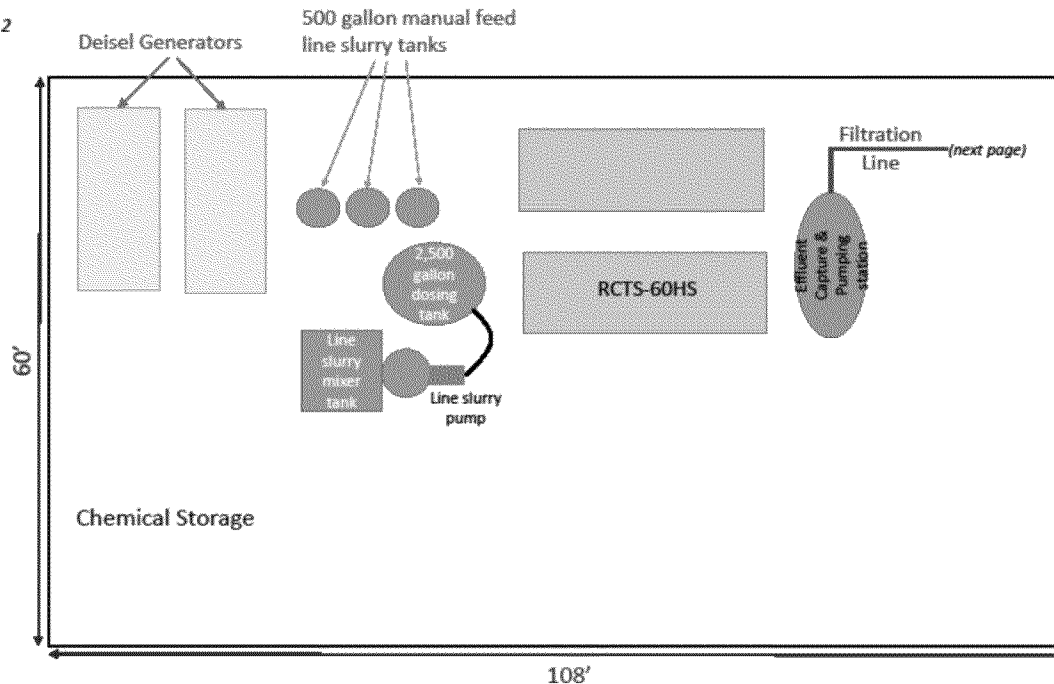 2
Deisel Generators
500 gallon manual feed
line slurry tanks
Filtration
Line
(next page)
2,500
gallon
dosing
tank
RCTS-60HS
Effluent
Capture &
Pumping
station
60'
Line
slurry
mixer
tank
Line slurry
pump
Chemical Storage
108'